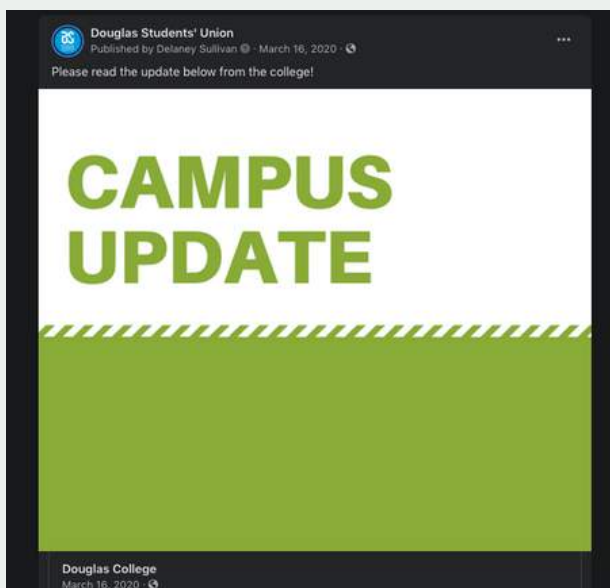 Douglas Students' Union
Published by Delaney Sullivan · March 16, 2020 ·
Please read the update below from the college!
CAMPUS
UPDATE
Douglas College
March 16, 2020 ·